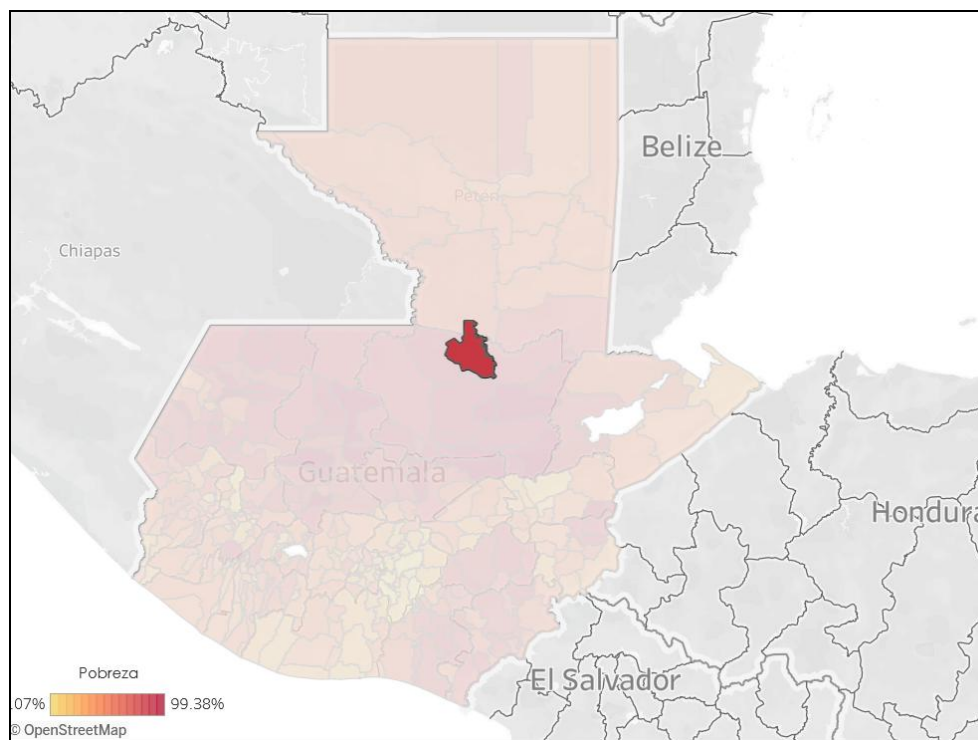 Belize
Petén
Chiapas
Guatemala
Hondura
El Salvador
Pobreza
.07% 99.38%
© OpenStreetMap